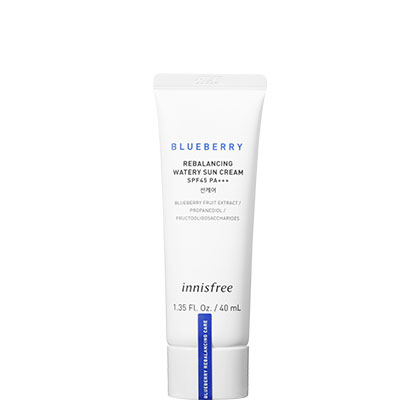 BLUEBERRY
REBALANCING
WATERY SUN CREAM
SPF45 PA+++
선케어
BLUEBERRY FRUIT EXTRACT /
PROPANEDIOL /
FRUCTOOLIGOSACCHARIDES
innisfree
1.35 Fl. Oz. / 40 mL
BLUEBERRY REBALANCING CARE